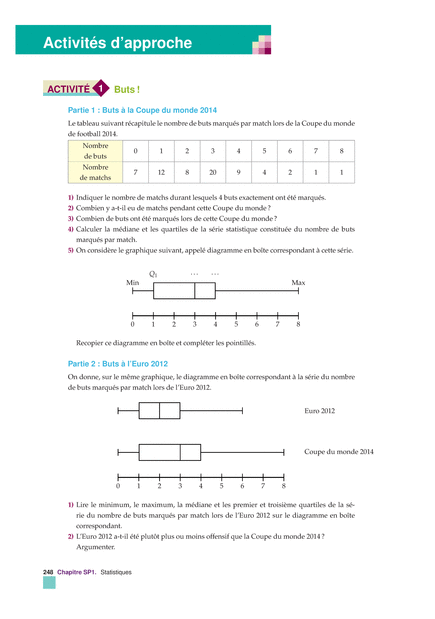 Activités d'approche
ACTIVITÉ 1 Buts !
Partie 1 : Buts à la Coupe du monde 2014
Le tableau suivant récapitule le nombre de buts marqués par match lors de la Coupe du monde
de football 2014.
Nombre de buts 0 1 2 3 4 5 6 7 8
Nombre de matchs 7 12 8 20 9 4 2 1 1
1) Indiquer le nombre de matchs durant lesquels 4 buts exactement ont été marqués.
2) Combien y a-t-il eu de matchs pendant cette Coupe du monde ?
3) Combien de buts ont été marqués lors de cette Coupe du monde ?
4) Calculer la médiane et les quartiles de la série statistique constituée du nombre de buts
marqués par match.
5) On considère le graphique suivant, appelé diagramme en boîte correspondant à cette série.
Q1 ... ...
Min Max
0 1 2 3 4 5 6 7 8
Recopier ce diagramme en boîte et compléter les pointillés.
Partie 2 : Buts à l'Euro 2012
On donne, sur le même graphique, le diagramme en boîte correspondant à la série du nombre
de buts marqués par match lors de l'Euro 2012.
Euro 2012
Coupe du monde 2014
0 1 2 3 4 5 6 7 8
1) Lire le minimum, le maximum, la médiane et les premier et troisième quartiles de la sé-
rie du nombre de buts marqués par match lors de l'Euro 2012 sur le diagramme en boîte
correspondant.
2) L'Euro 2012 a-t-il été plutôt plus ou moins offensif que la Coupe du monde 2014 ?
Argumenter.
248 Chapitre SP1. Statistiques